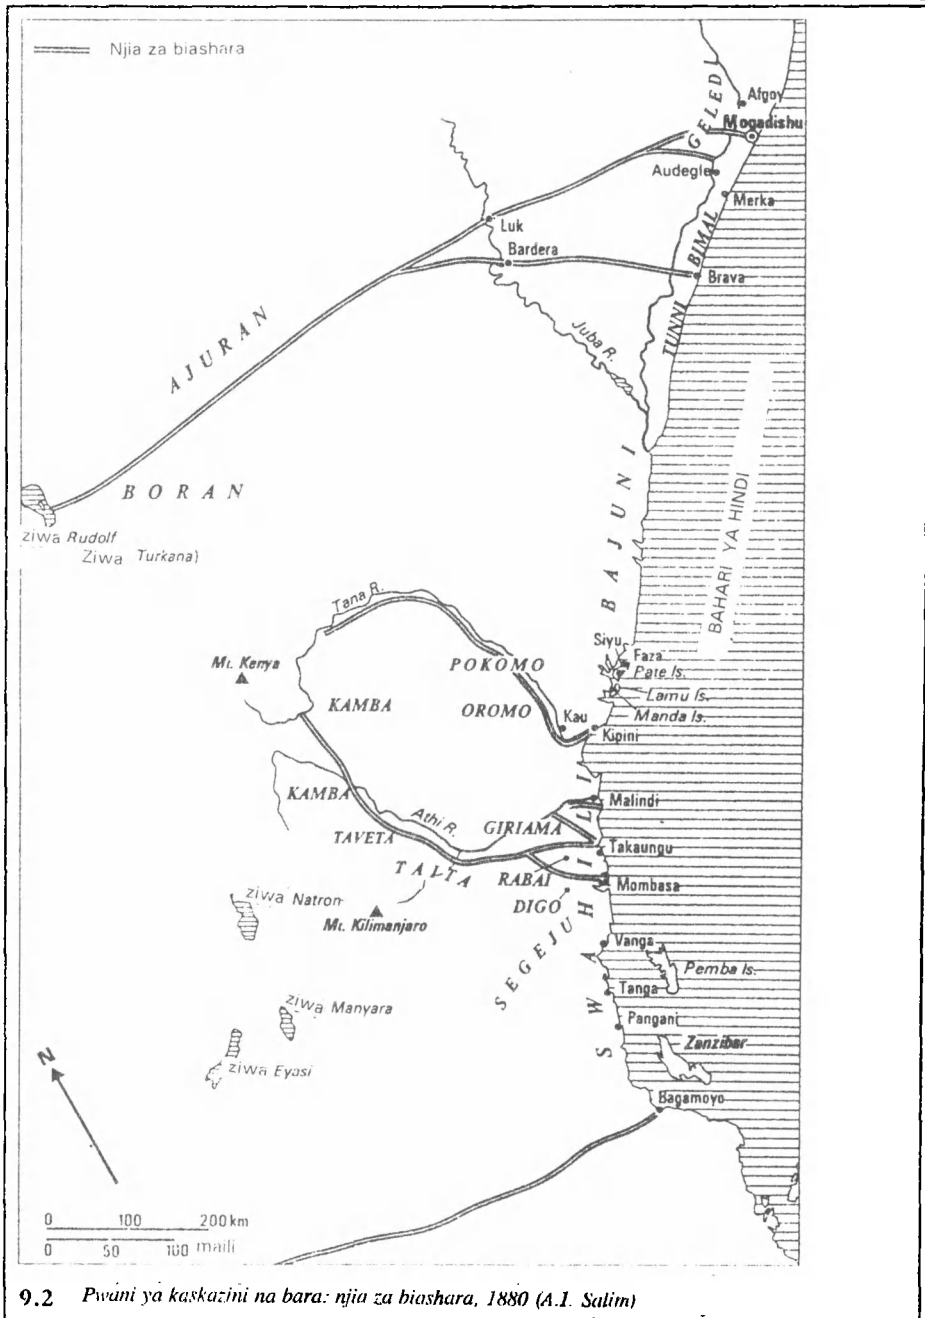 Njia za biashara
GELEDI
Afgoy
Mogadishu
Audegle
Merka
Luk
BIMAL
Bardera
Brava
TUNNI
Juba R.
AJURAN
BORAN
ziwa Rudolf
Ziwa Turkana)
BAJUNI
BAHARI YA HINDI
Tana R.
Siyu
Faza
Pate Is.
Lamu Is.
Manda Is.
Mt. Kenya
POKOMO
KAMBA
OROMO
Kau
Kipini
KAMBA
Athi R.
Malindi
GIRIAMA
TAVETA
Takaungu
TAITA
RABAI
Mombasa
DIGO
ziwa Natron
Mt. Kilimanjaro
SEGEJU
SWAHILI
Vanga
Pemba Is.
Tanga
ziwa Manyara
Pangani
Zanzibar
ziwa Eyasi
N
Bagamoyo
0 100 200 km
0 50 100 maili
9.2 Pwani ya kaskazini na bara: njia za biashara, 1880 (A.I. Salim)